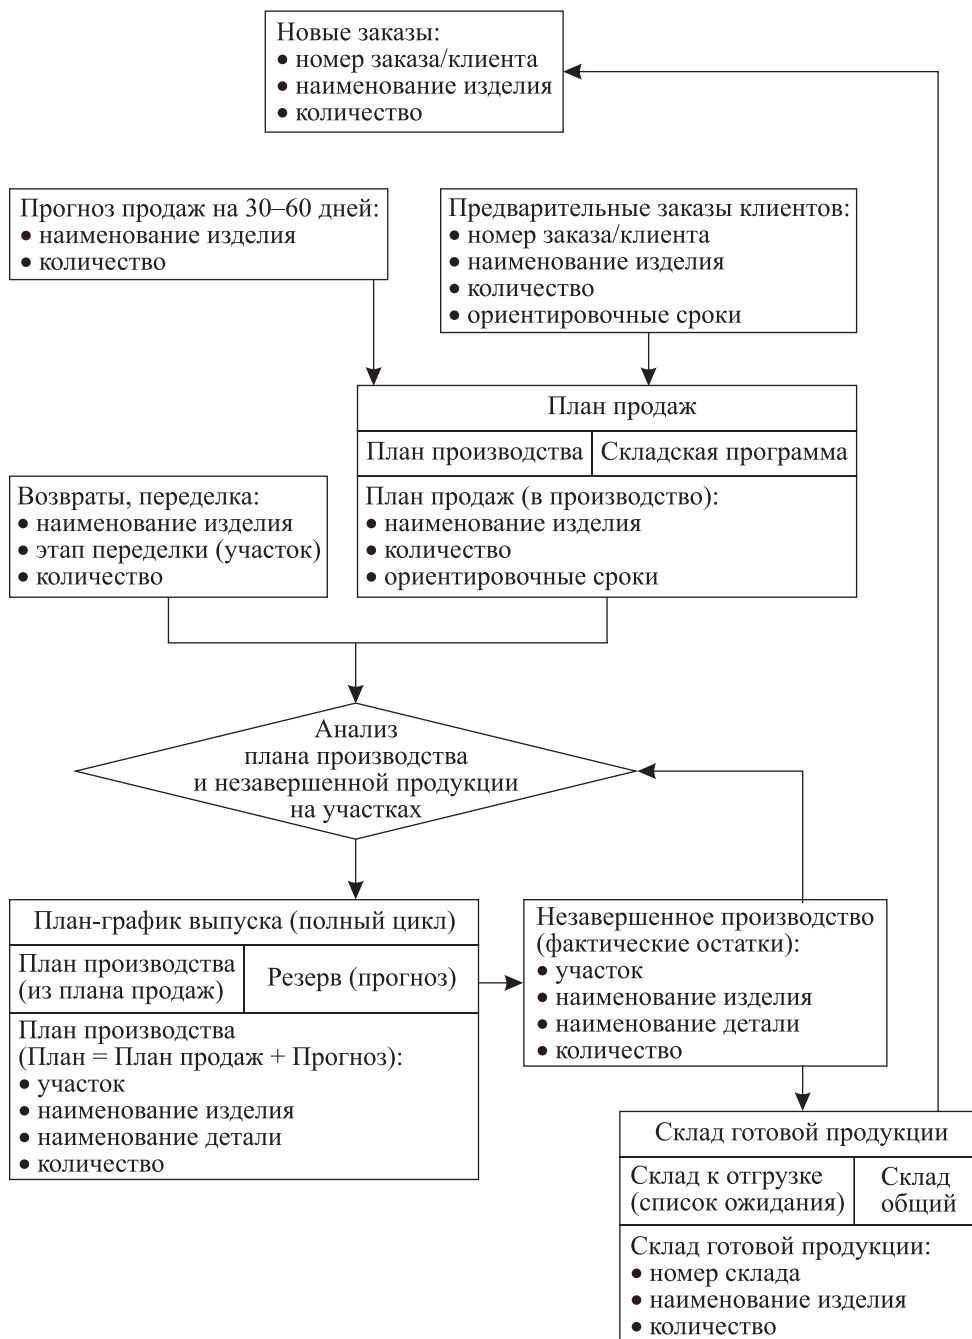 Новые заказы:
• номер заказа/клиента
• наименование изделия
• количество
Прогноз продаж на 30–60 дней:
• наименование изделия
• количество
Предварительные заказы клиентов:
• номер заказа/клиента
• наименование изделия
• количество
• ориентировочные сроки
План продаж
План производства
Складская программа
План продаж (в производство):
• наименование изделия
• количество
• ориентировочные сроки
Возвраты, переделка:
• наименование изделия
• этап переделки (участок)
• количество
Анализ
плана производства
и незавершенной продукции
на участках
План-график выпуска (полный цикл)
План производства
(из плана продаж)
Резерв (прогноз)
План производства
(План = План продаж + Прогноз):
• участок
• наименование изделия
• наименование детали
• количество
Незавершенное производство
(фактические остатки):
• участок
• наименование изделия
• наименование детали
• количество
Склад готовой продукции
Склад к отгрузке
(список ожидания)
Склад
общий
Склад готовой продукции:
• номер склада
• наименование изделия
• количество